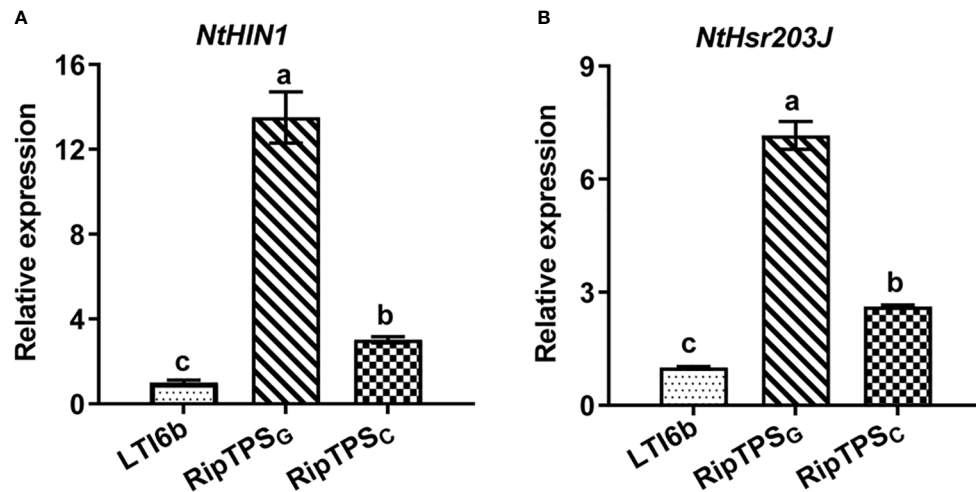 A
NtHIN1
Relative expression
16
12
8
4
0
c
a
b
LTI6b
RipTPSG
RipTPSC
B
NtHsr203J
Relative expression
9
6
3
0
c
a
b
LTI6b
RipTPSG
RipTPSC